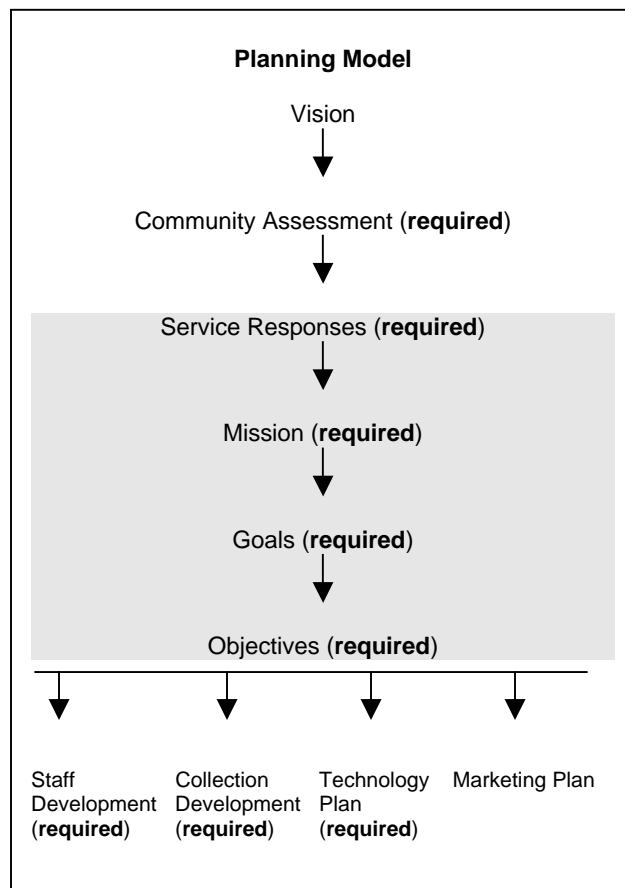 Planning Model
Vision
Community Assessment (required)
Service Responses (required)
Mission (required)
Goals (required)
Objectives (required)
Staff
Development
(required)
Collection
Development
(required)
Technology
Plan
(required)
Marketing Plan